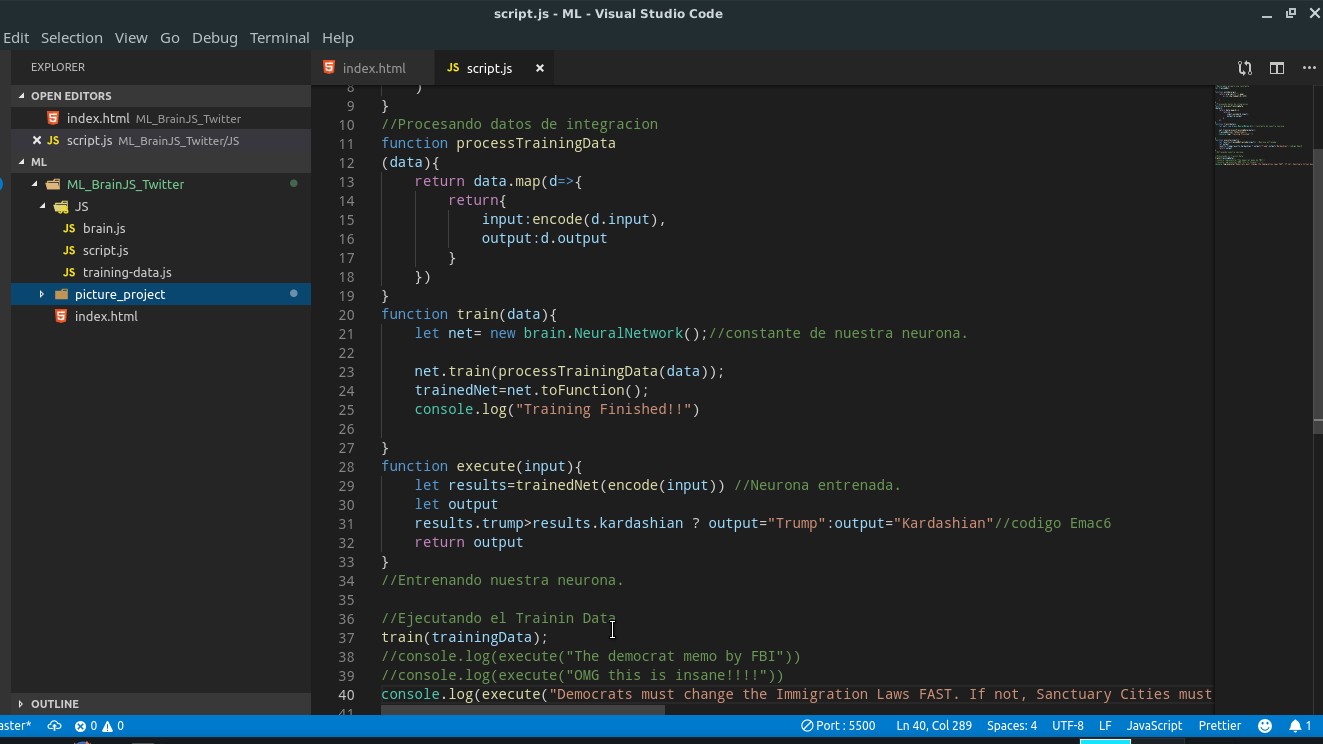 script.js - ML - Visual Studio Code
Edit Selection View Go Debug Terminal Help
EXPLORER
OPEN EDITORS
index.html ML_BrainJS_Twitter
script.js ML_BrainJS_Twitter/JS
ML
ML_BrainJS_Twitter
JS
JS brain.js
JS script.js
JS training-data.js
picture_project
index.html
OUTLINE
index.html
JS script.js
8 )
9 }
10 //Procesando datos de integracion
11 function processTrainingData
12 (data){
13 return data.map(d=>{
14 return{
15 input:encode(d.input),
16 output:d.output
17 }
18 })
19 }
20 function train(data){
21 let net= new brain.NeuralNetwork();//constante de nuestra neurona.
22
23 net.train(processTrainingData(data));
24 trainedNet=net.toFunction();
25 console.log("Training Finished!!")
26
27 }
28 function execute(input){
29 let results=trainedNet(encode(input)) //Neurona entrenada.
30 let output
31 results.trump>results.kardashian ? output="Trump":output="Kardashian"//codigo Emac6
32 return output
33 }
34 //Entrenando nuestra neurona.
35
36 //Ejecutando el Trainin Data
37 train(trainingData);
38 //console.log(execute("The democrat memo by FBI"))
39 //console.log(execute("OMG this is insane!!!!"))
40 console.log(execute("Democrats must change the Immigration Laws FAST. If not, Sanctuary Cities must
41
aster* 0 0 Port : 5500 Ln 40, Col 289 Spaces: 4 UTF-8 LF JavaScript Prettier 1